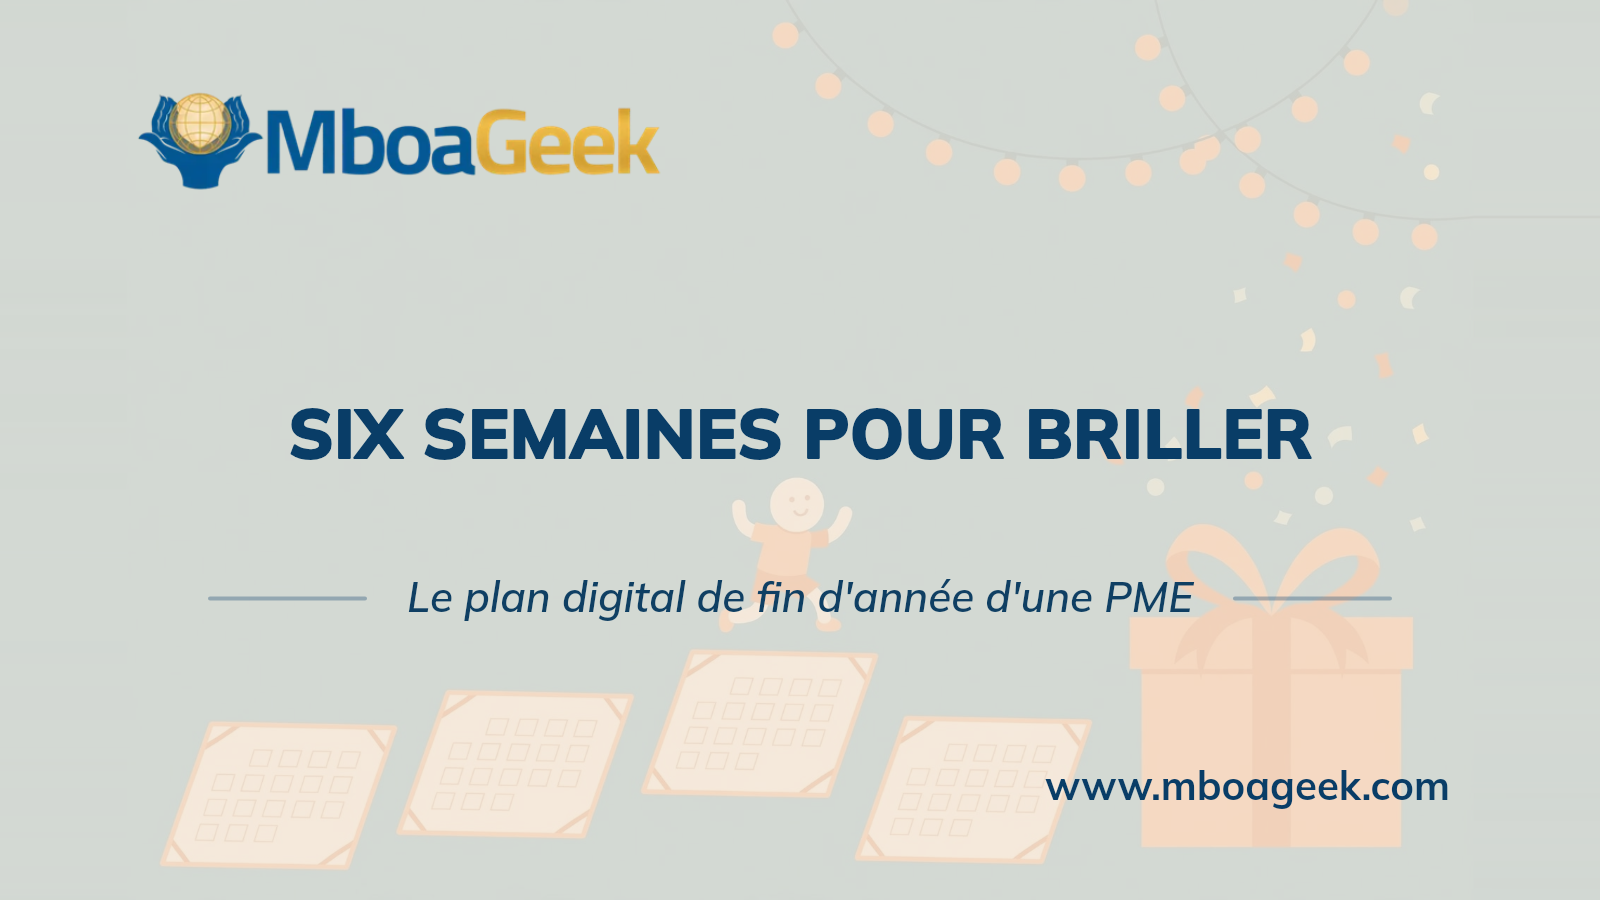 MboaGeek
SIX SEMAINES POUR BRILLER
Le plan digital de fin d'année d'une PME
www.mboageek.com